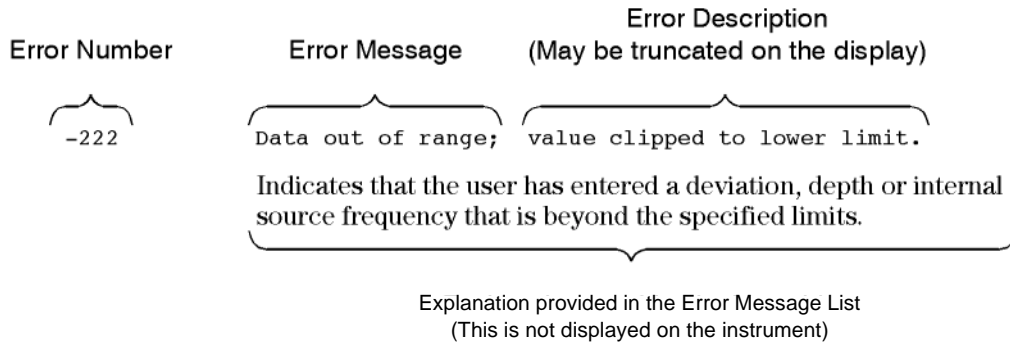 Error Description
Error Number Error Message (May be truncated on the display)
-222 Data out of range; value clipped to lower limit.
Indicates that the user has entered a deviation, depth or internal
source frequency that is beyond the specified limits.
Explanation provided in the Error Message List
(This is not displayed on the instrument)